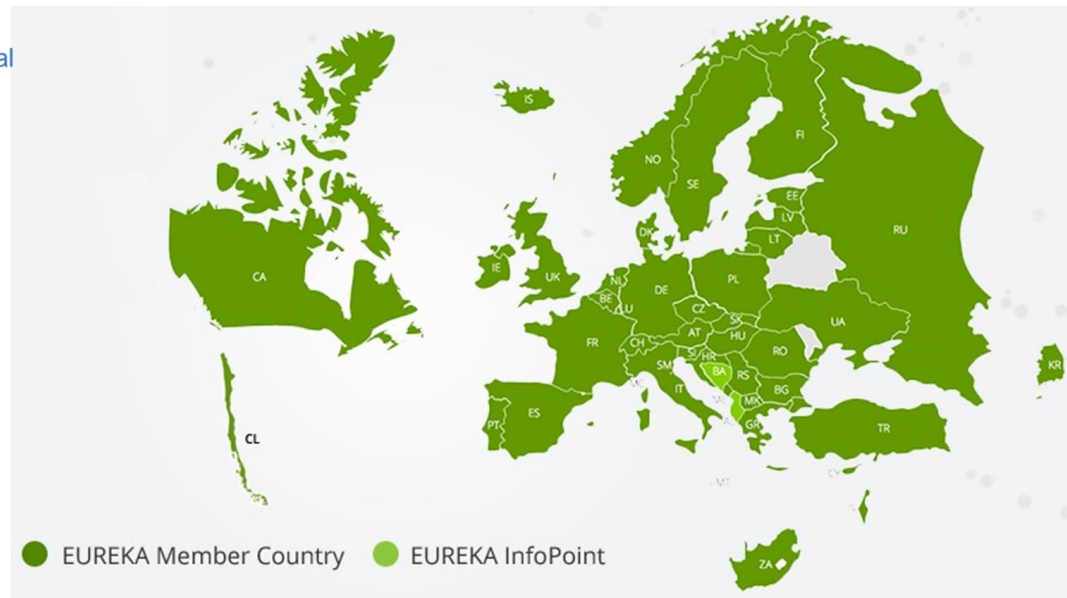 al
IS
FI
NO
SE
EE
LV
RU
DK
LT
IE
UK
NL
CA
BE
DE
PL
LU
CZ
SK
UA
FR
CH
AT
HU
SI
HR
RO
SM
BA
RS
KR
IT
BG
MK
ES
PT
GR
TR
CL
CY
MT
EUREKA Member Country
EUREKA InfoPoint
ZA